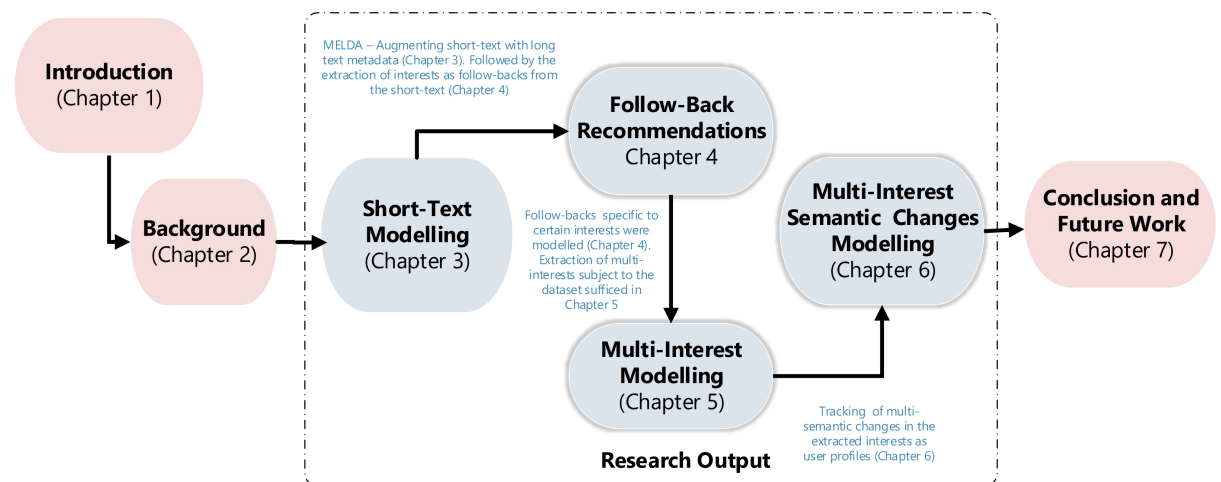 Introduction
(Chapter 1)
Background
(Chapter 2)
MELDA – Augmenting short-text with long
text metadata (Chapter 3). Followed by the
extraction of interests as follow-backs from
the short-text (Chapter 4)
Short-Text
Modelling
(Chapter 3)
Follow-Back
Recommendations
Chapter 4
Follow-backs specific to
certain interests were
modelled (Chapter 4).
Extraction of multi-
interests subject to the
dataset sufficed in
Chapter 5
Multi-Interest
Modelling
(Chapter 5)
Multi-Interest
Semantic Changes
Modelling
(Chapter 6)
Tracking of multi-
semantic changes in the
extracted interests as
user profiles (Chapter 6)
Research Output
Conclusion and
Future Work
(Chapter 7)